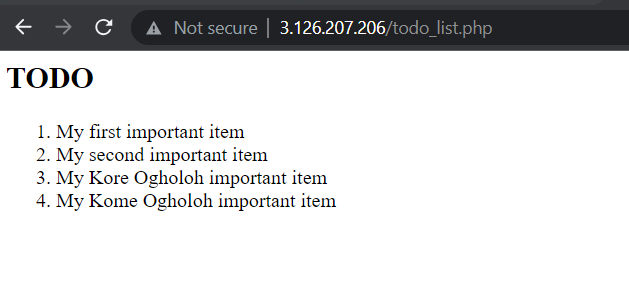 Not secure | 3.126.207.206/todo_list.php
TODO
1. My first important item
2. My second important item
3. My Kore Ogholoh important item
4. My Kome Ogholoh important item